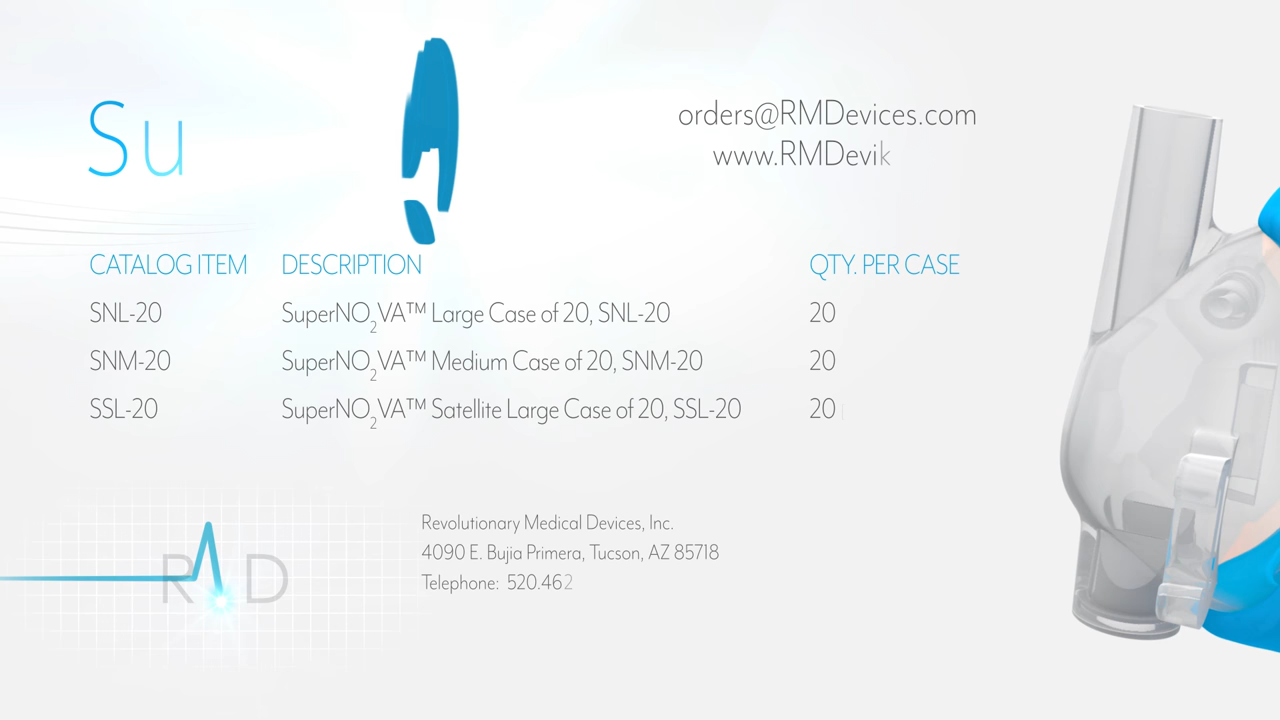 Su
orders@RMDevices.com
www.RMDevi
CATALOG ITEM DESCRIPTION QTY. PER CASE
SNL-20 SuperNO₂VA™ Large Case of 20, SNL-20 20
SNM-20 SuperNO₂VA™ Medium Case of 20, SNM-20 20
SSL-20 SuperNO₂VA™ Satellite Large Case of 20, SSL-20 20
Revolutionary Medical Devices, Inc.
4090 E. Bujia Primera, Tucson, AZ 85718
Telephone: 520.462
R D